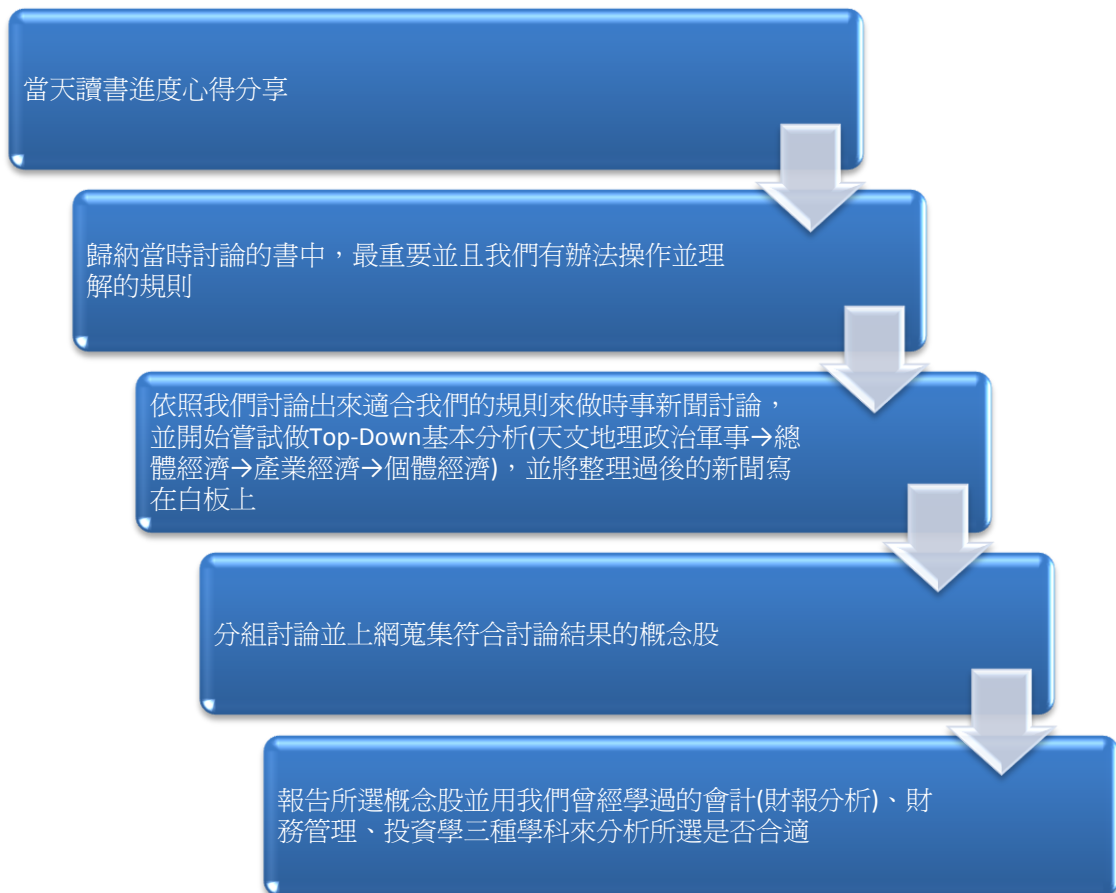 當天讀書進度心得分享
歸納當時討論的書中，最重要並且我們有辦法操作並理
解的規則
依照我們討論出來適合我們的規則來做時事新聞討論，
並開始嘗試做Top-Down基本分析(天文地理政治軍事→總
體經濟→產業經濟→個體經濟)，並將整理過後的新聞寫
在白板上
分組討論並上網蒐集符合討論結果的概念股
報告所選概念股並用我們曾經學過的會計(財報分析)、財
務管理、投資學三種學科來分析所選是否合適